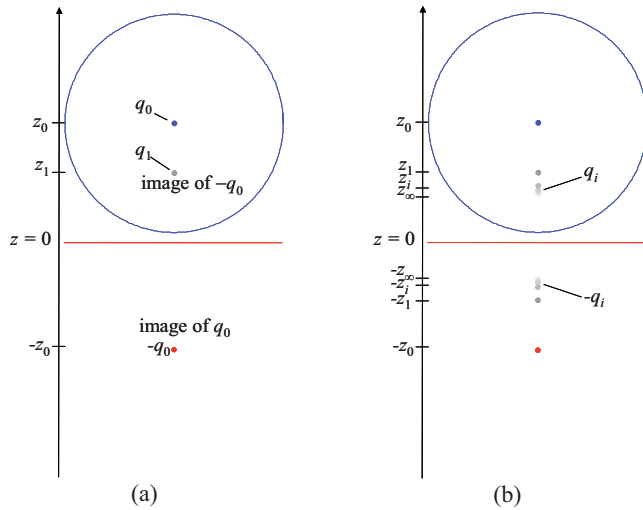 q₀
z₀
q₁
z₁
image of −q₀
z = 0
image of q₀
-z₀
-q₀
(a)
z₀
z₁
zᵢ
z∞
qᵢ
z = 0
-z∞
-zᵢ
-z₁
-qᵢ
-z₀
(b)